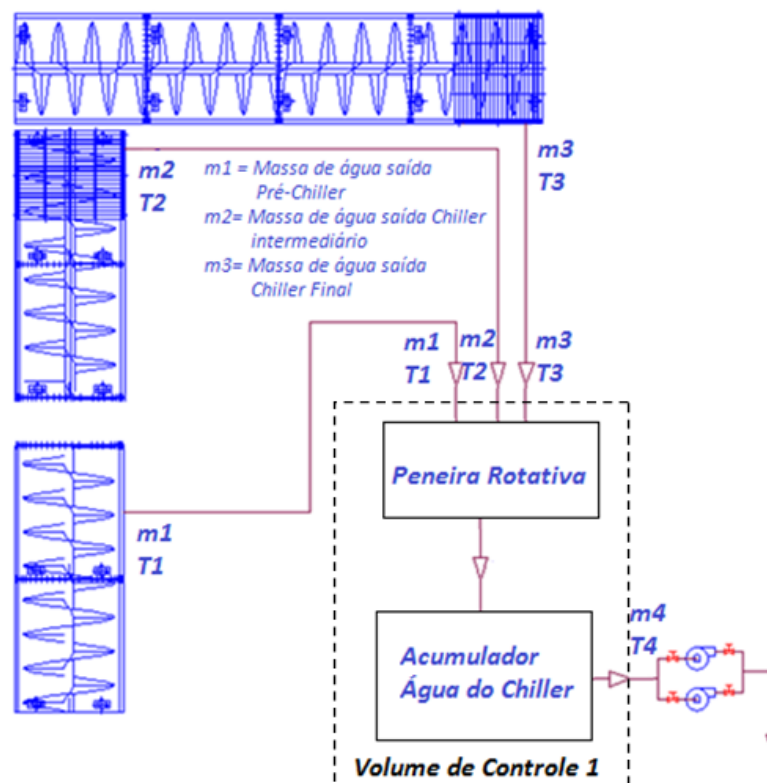 m2
T2
m1 = Massa de água saída
Pré-Chiller
m2= Massa de água saída Chiller
intermediário
m3= Massa de água saída
Chiller Final
m3
T3
m1
T1
m2
T2
m3
T3
Peneira Rotativa
m1
T1
Acumulador
Água do Chiller
m4
T4
Volume de Controle 1